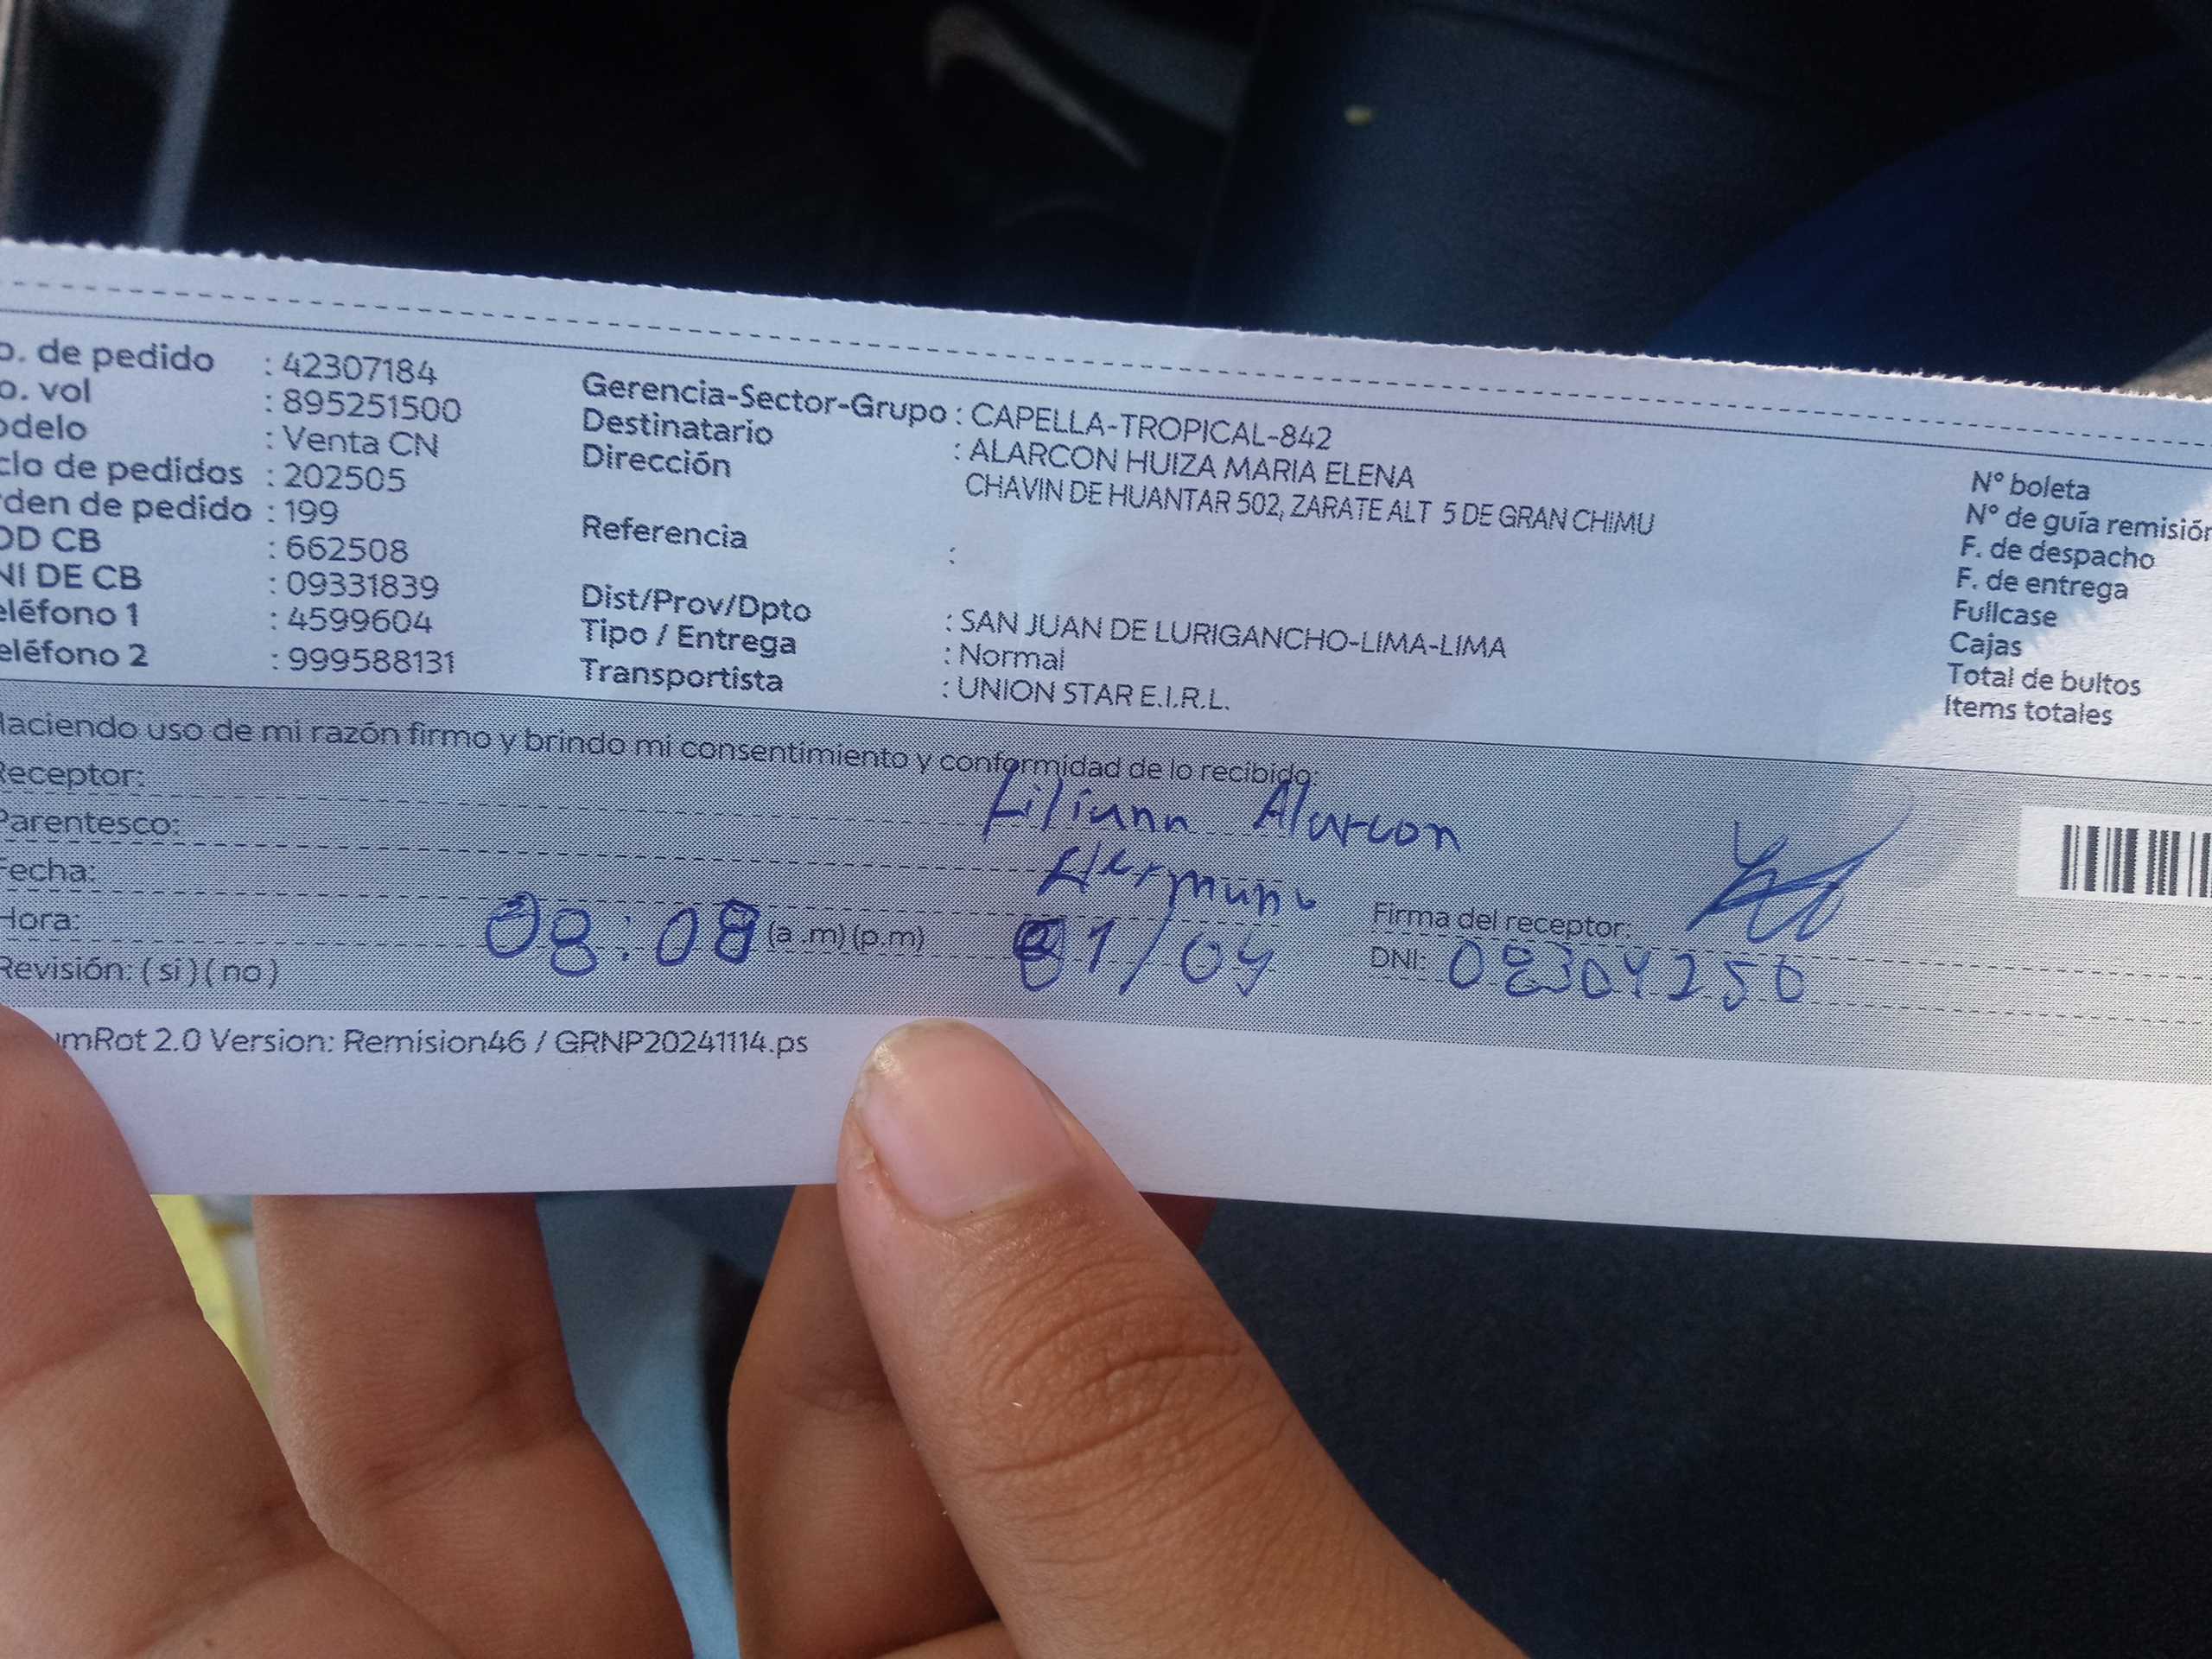 o. de pedido : 42307184
o. vol : 895251500
odelo : Venta CN
clo de pedidos : 202505
rden de pedido : 199
OD CB : 662508
NI DE CB : 09331839
eléfono 1 : 4599604
eléfono 2 : 999588131
Gerencia-Sector-Grupo : CAPELLA-TROPICAL-842
Destinatario : ALARCON HUIZA MARIA ELENA
Dirección CHAVIN DE HUANTAR 502, ZARATE ALT 5 DE GRAN CHIMU
Referencia :
Dist/Prov/Dpto : SAN JUAN DE LURIGANCHO-LIMA-LIMA
Tipo / Entrega : Normal
Transportista : UNION STAR E.I.R.L.
N° boleta
N° de guía remisión
F. de despacho
F. de entrega
Fullcase
Cajas
Total de bultos
Items totales
Haciendo uso de mi razón firmo y brindo mi consentimiento y conformidad de lo recibido:
Receptor: Liliana Alarcon
Parentesco: Hermana
Fecha: 01/04
Hora: 08:08 (a .m) (p.m)
Revisión: ( si ) ( no )
Firma del receptor:
DNI: 08304250
umRot 2.0 Version: Remision46 / GRNP20241114.ps